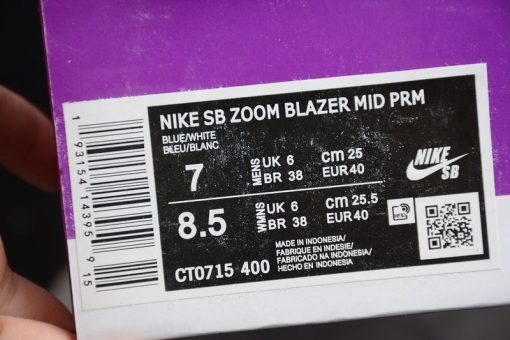 NIKE SB ZOOM BLAZER MID PRM
BLUE/WHITE
BLEU/BLANC
7 MENS UK 6 CM 25
BR 38 EUR 40
8.5 WMNS UK 6 CM 25.5
BR 38 EUR 40
CT0715 400
MADE IN INDONESIA/
FABRIQUE EN INDESIE/
FABRICADO NA INDONÉSIA/
HECHO EN INDONESIA
NIKE
SB
1 93154 14395 9 15